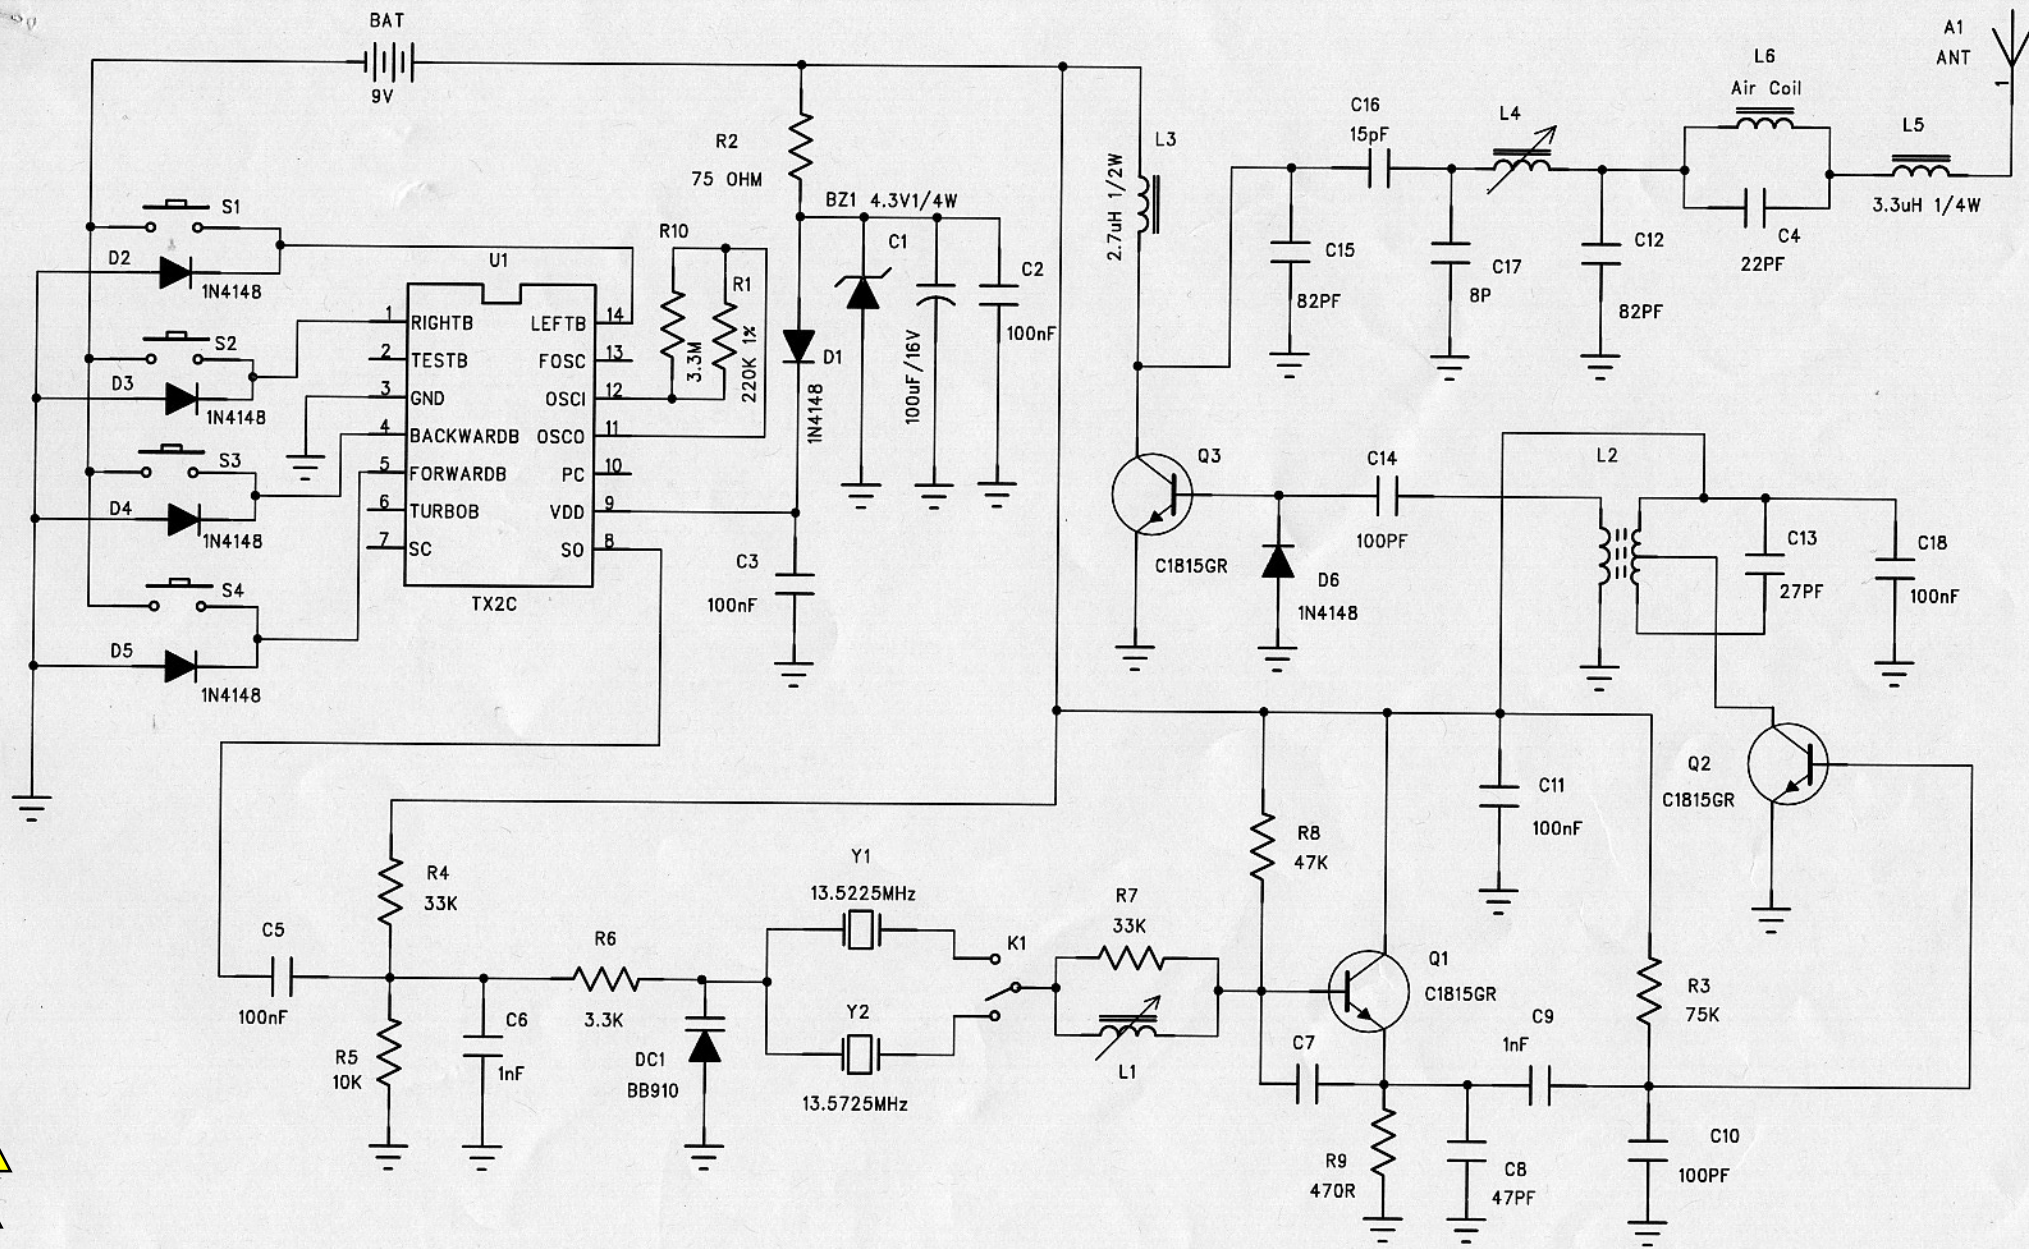 BAT
9V
A1
ANT
1
L6
Air Coil
L5
3.3uH 1/4W
C4
22PF
C16
15pF
L4
L3
2.7uH 1/2W
R2
75 OHM
BZ1 4.3V1/4W
C15
82PF
C17
8P
C12
82PF
S1
D2
1N4148
S2
D3
1N4148
S3
D4
1N4148
S4
D5
1N4148
U1
1 RIGHTB
2 TESTB
3 GND
4 BACKWARDB
5 FORWARDB
6 TURBOB
7 SC
LEFTB 14
FOSC 13
OSCI 12
OSCO 11
PC 10
VDD 9
SO 8
TX2C
R10
3.3M
R1
220K 1%
D1
1N4148
C1
100uF/16V
C2
100nF
C3
100nF
Q3
C1815GR
C14
100PF
D6
1N4148
L2
C13
27PF
C18
100nF
Q2
C1815GR
C11
100nF
R8
47K
R4
33K
C5
100nF
R5
10K
C6
1nF
R6
3.3K
DC1
BB910
Y1
13.5225MHz
Y2
13.5725MHz
K1
R7
33K
L1
Q1
C1815GR
C7
R9
470R
C8
47PF
C9
1nF
R3
75K
C10
100PF